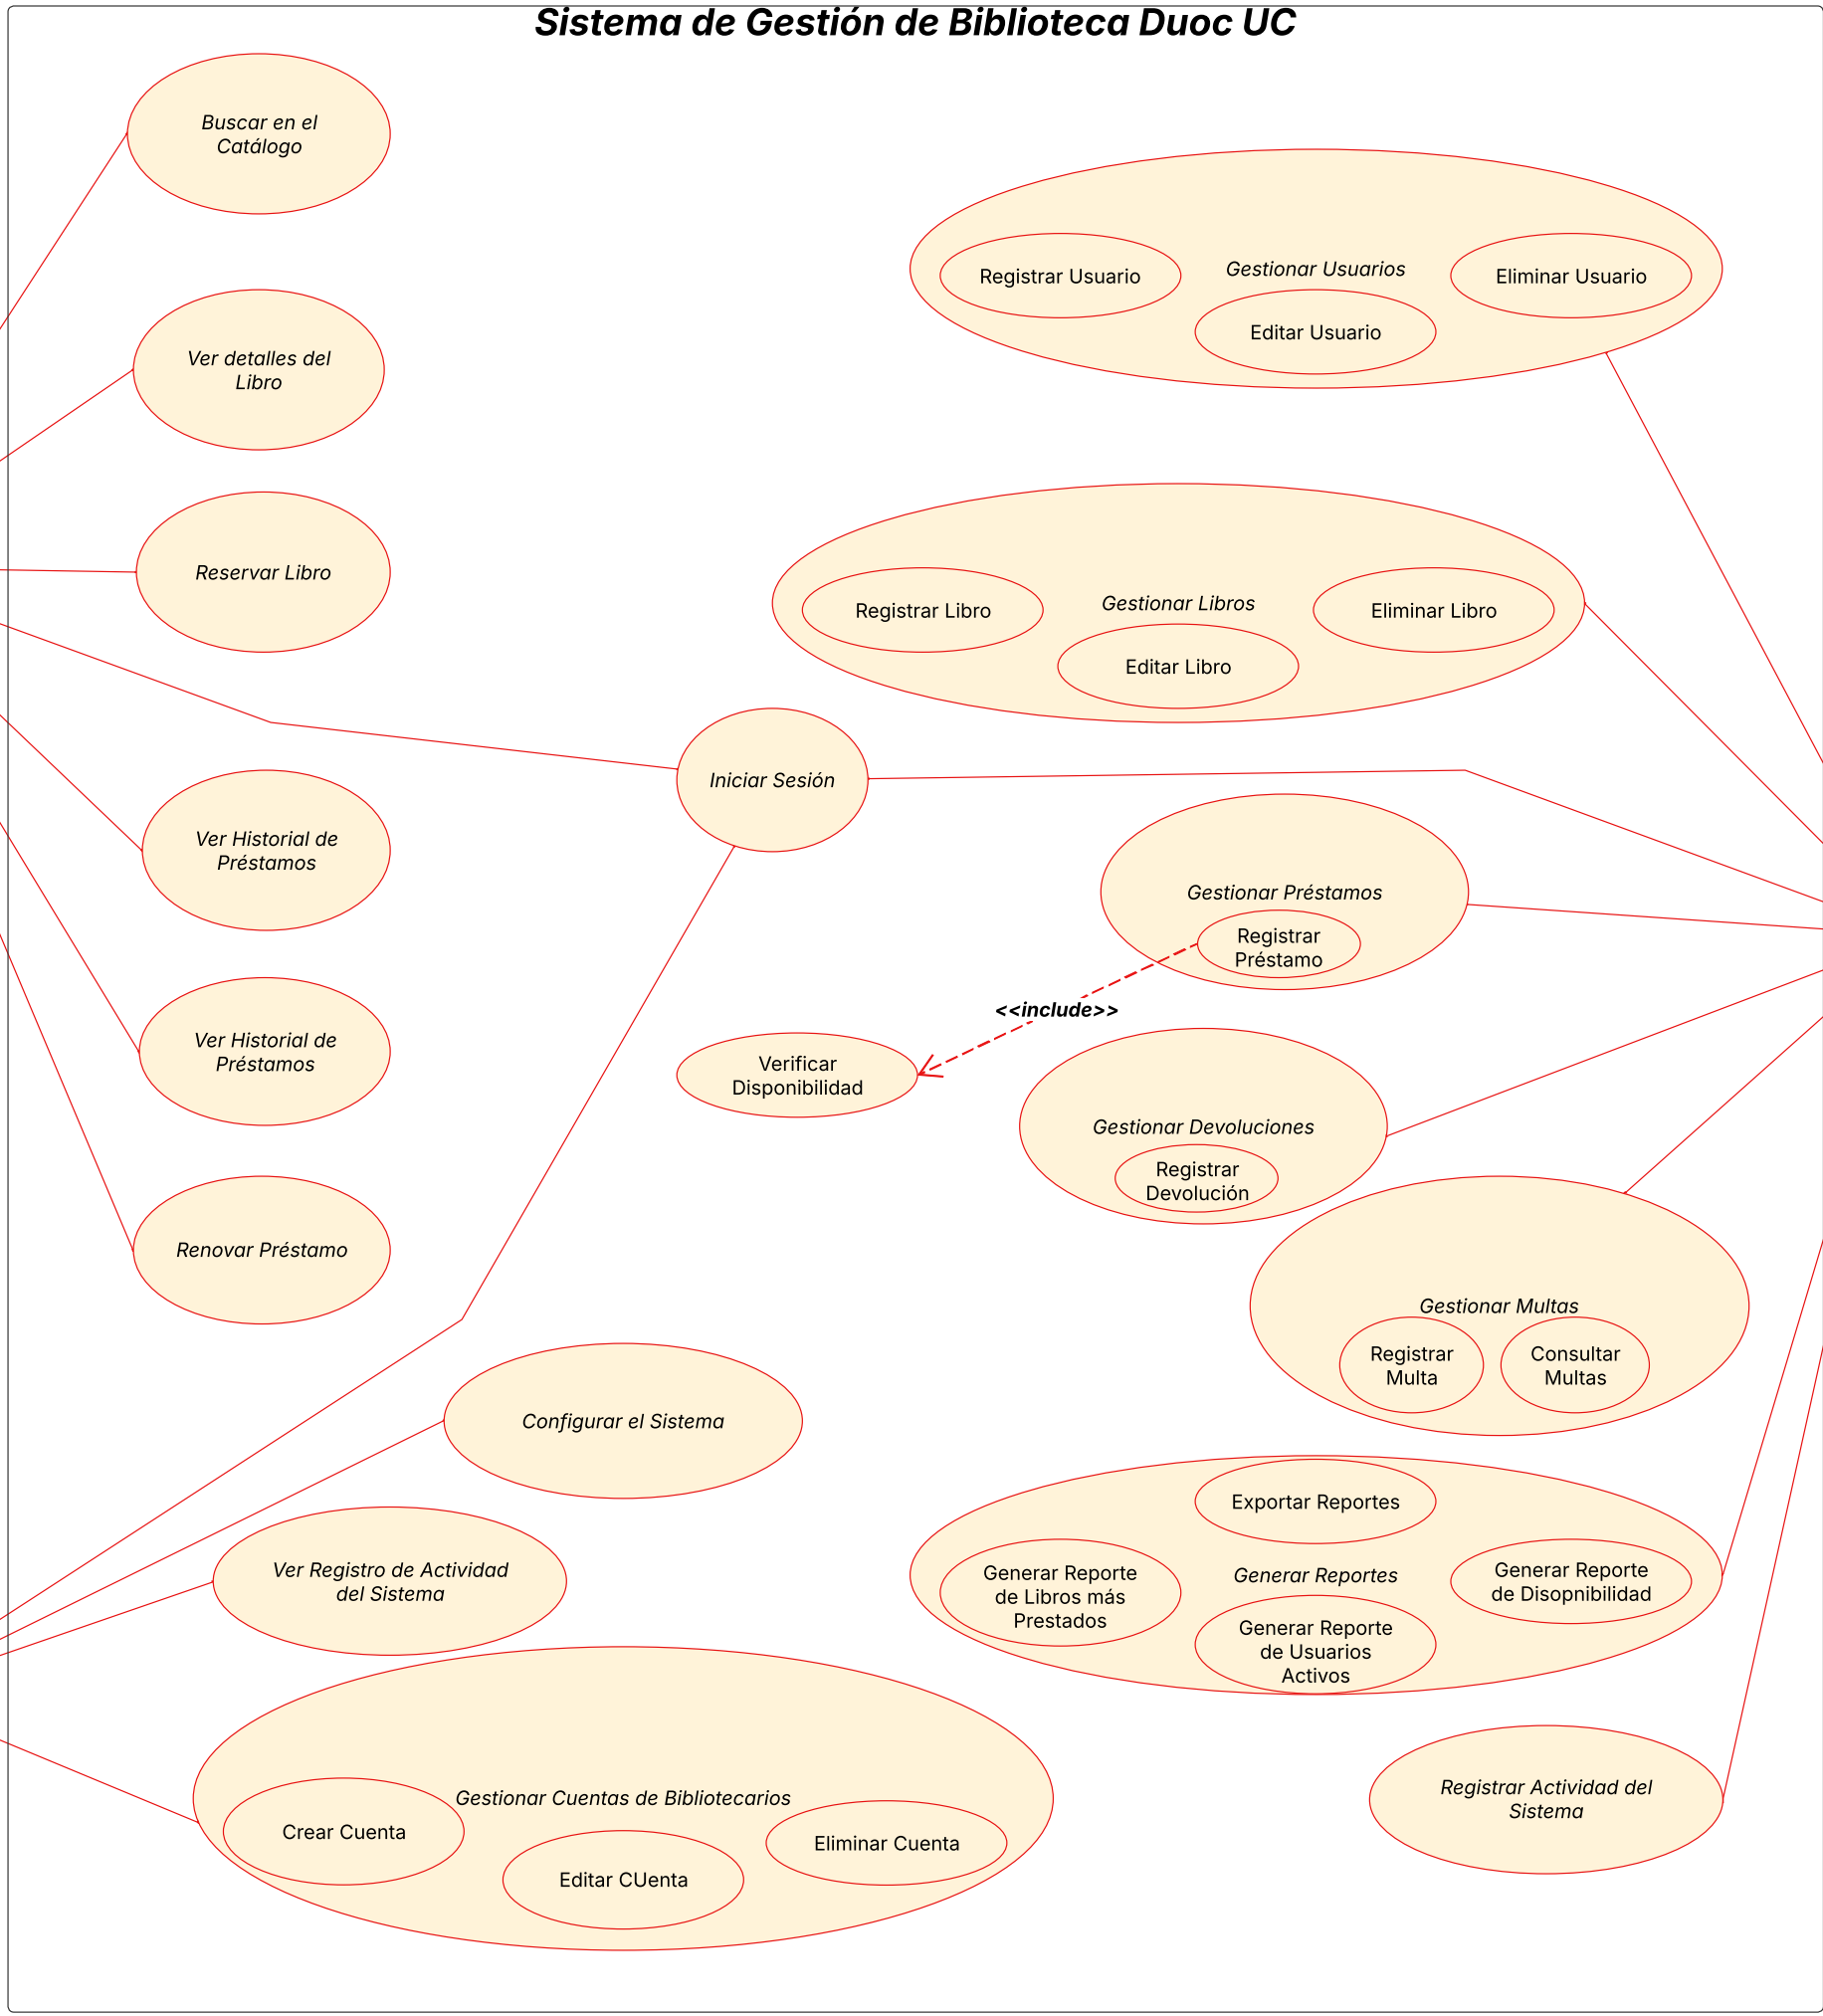 Sistema de Gestión de Biblioteca Duoc UC
Buscar en el
Catálogo
Ver detalles del
Libro
Reservar Libro
Ver Historial de
Préstamos
Ver Historial de
Préstamos
Renovar Préstamo
Iniciar Sesión
Gestionar Usuarios
Registrar Usuario
Editar Usuario
Eliminar Usuario
Gestionar Libros
Registrar Libro
Editar Libro
Eliminar Libro
Gestionar Préstamos
Registrar
Préstamo
<<include>>
Verificar
Disponibilidad
Gestionar Devoluciones
Registrar
Devolución
Gestionar Multas
Registrar
Multa
Consultar
Multas
Configurar el Sistema
Ver Registro de Actividad
del Sistema
Exportar Reportes
Generar Reportes
Generar Reporte
de Libros más
Prestados
Generar Reporte
de Usuarios
Activos
Generar Reporte
de Disopnibilidad
Gestionar Cuentas de Bibliotecarios
Crear Cuenta
Editar CUenta
Eliminar Cuenta
Registrar Actividad del
Sistema